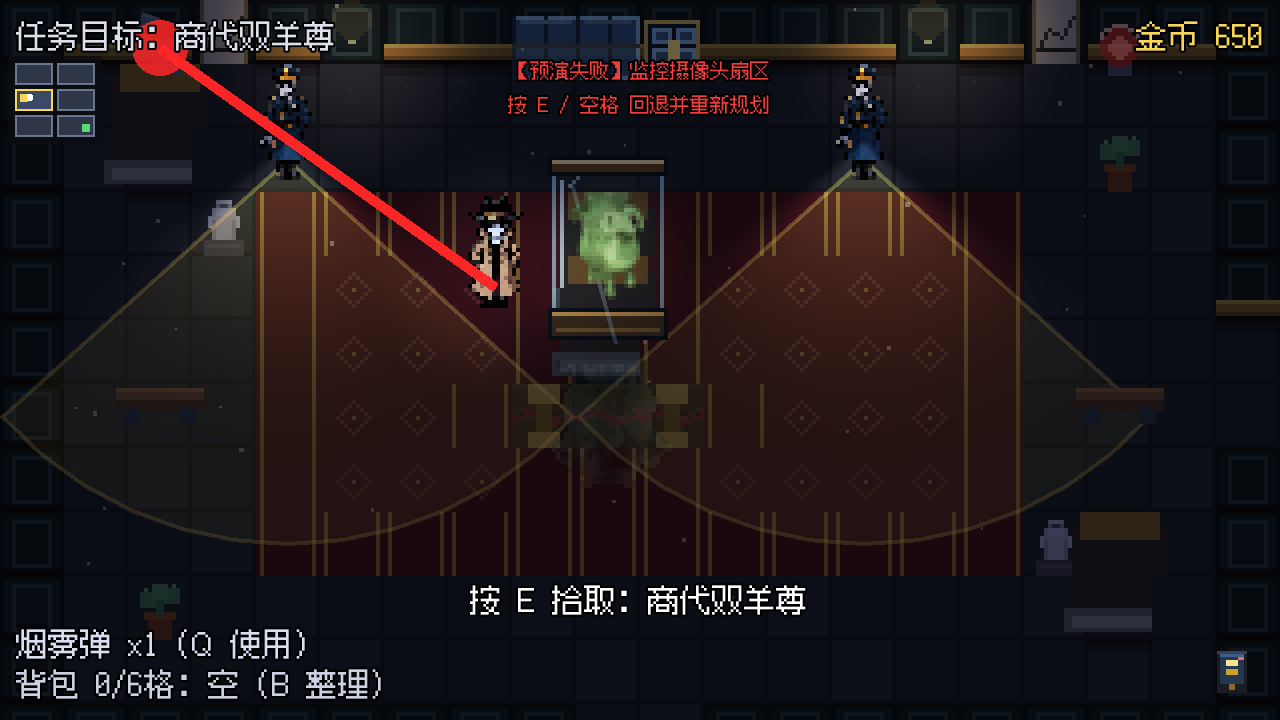 任务目标：商代双羊尊
金币 650
【预演失败】监控摄像头扇区
按 E / 空格 回退并重新规划
按 E 拾取：商代双羊尊
烟雾弹 x1 (Q 使用)
背包 0/6格：空 (B 整理)